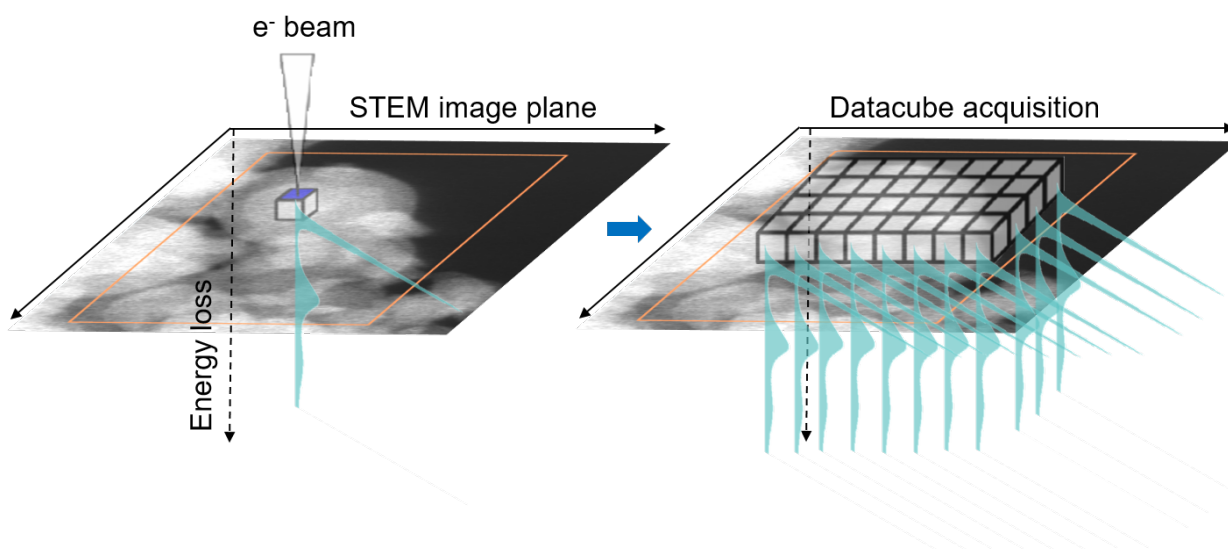 e⁻ beam
STEM image plane
Energy loss
Datacube acquisition